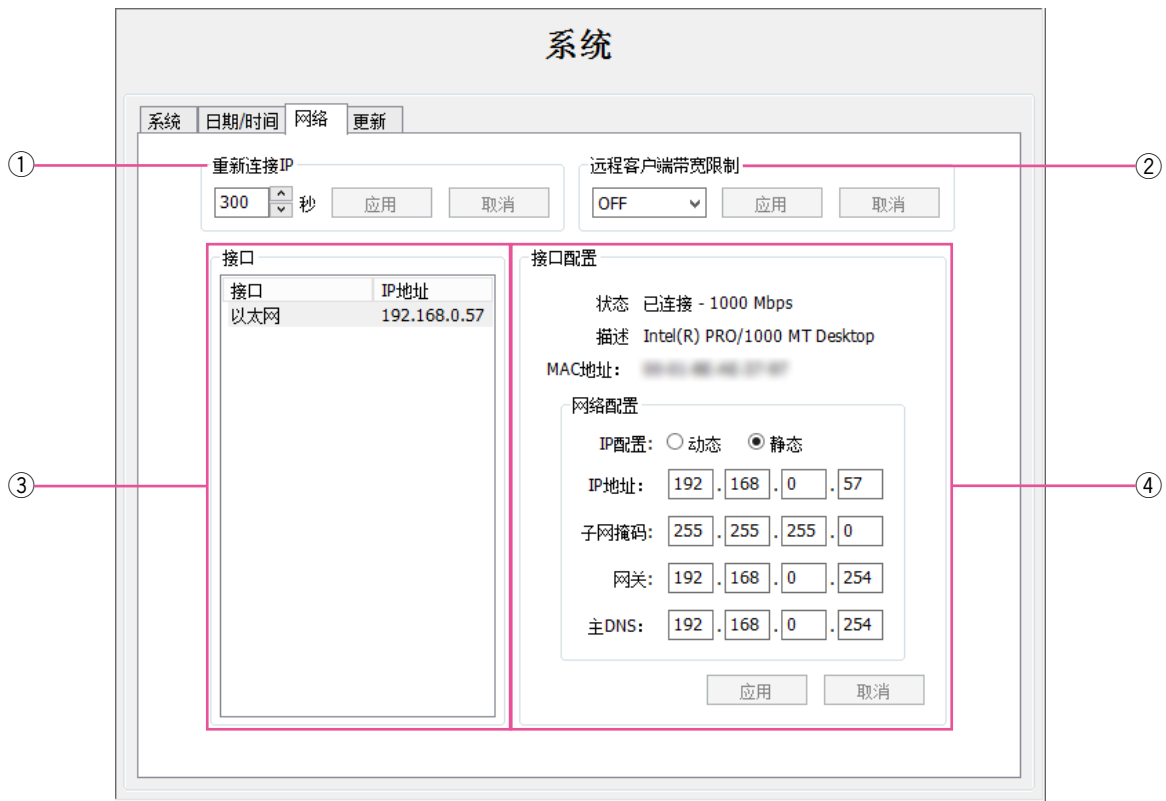 系统
系统 日期/时间 网络 更新
① 重新连接IP 远程客户端带宽限制 ②
300 秒 应用 取消 OFF 应用 取消
③ 接口
接口 IP地址
以太网 192.168.0.57
接口配置 ④
状态 已连接 - 1000 Mbps
描述 Intel(R) PRO/1000 MT Desktop
MAC地址:
网络配置
IP配置: 动态 静态
IP地址: 192 . 168 . 0 . 57
子网掩码: 255 . 255 . 255 . 0
网关: 192 . 168 . 0 . 254
主DNS: 192 . 168 . 0 . 254
应用 取消